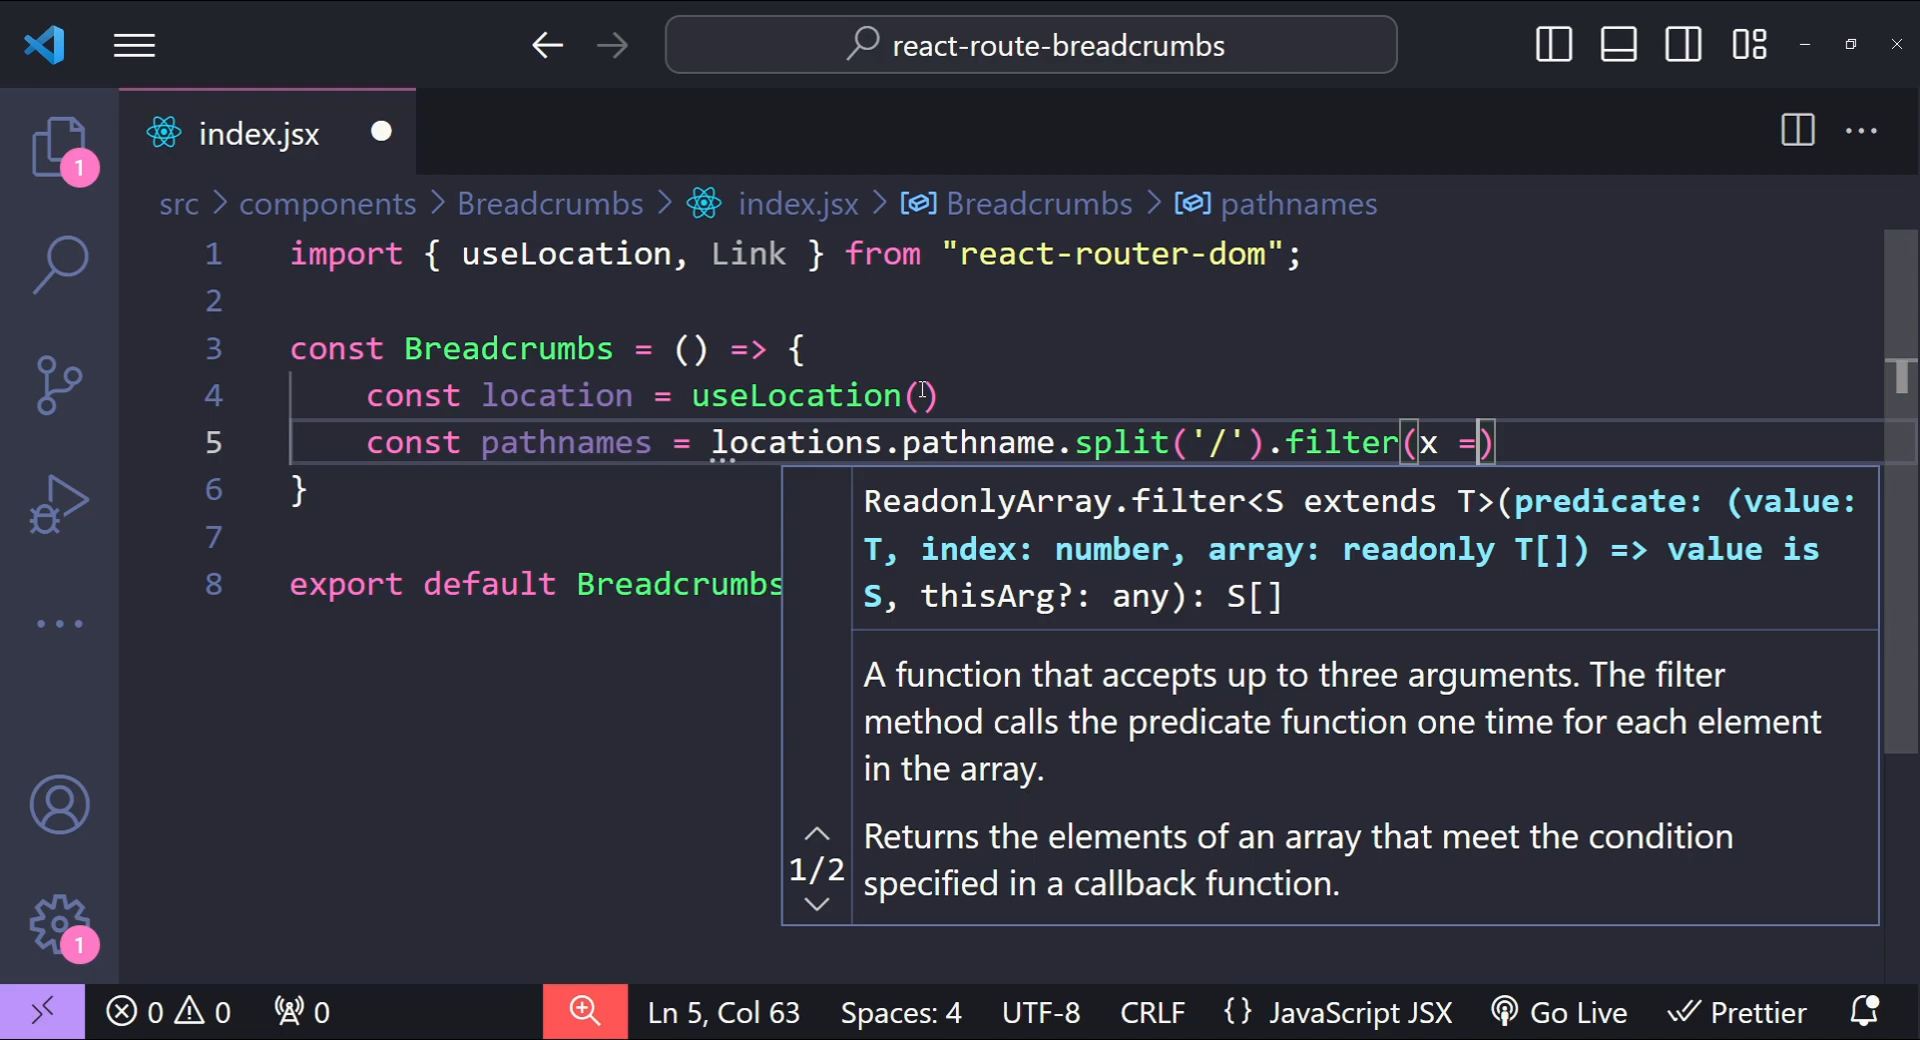 react-route-breadcrumbs
index.jsx
1
src > components > Breadcrumbs > index.jsx > Breadcrumbs > pathnames
1 import { useLocation, Link } from "react-router-dom";
2
3 const Breadcrumbs = () => {
4 const location = useLocation()
5 const pathnames = locations.pathname.split('/').filter(x =)
6 }
7
8 export default Breadcrumbs
ReadonlyArray.filter<S extends T>(predicate: (value:
T, index: number, array: readonly T[]) => value is
S, thisArg?: any): S[]
A function that accepts up to three arguments. The filter
method calls the predicate function one time for each element
in the array.
1/2
Returns the elements of an array that meet the condition
specified in a callback function.
1
0 0 0 Ln 5, Col 63 Spaces: 4 UTF-8 CRLF {} JavaScript JSX Go Live Prettier